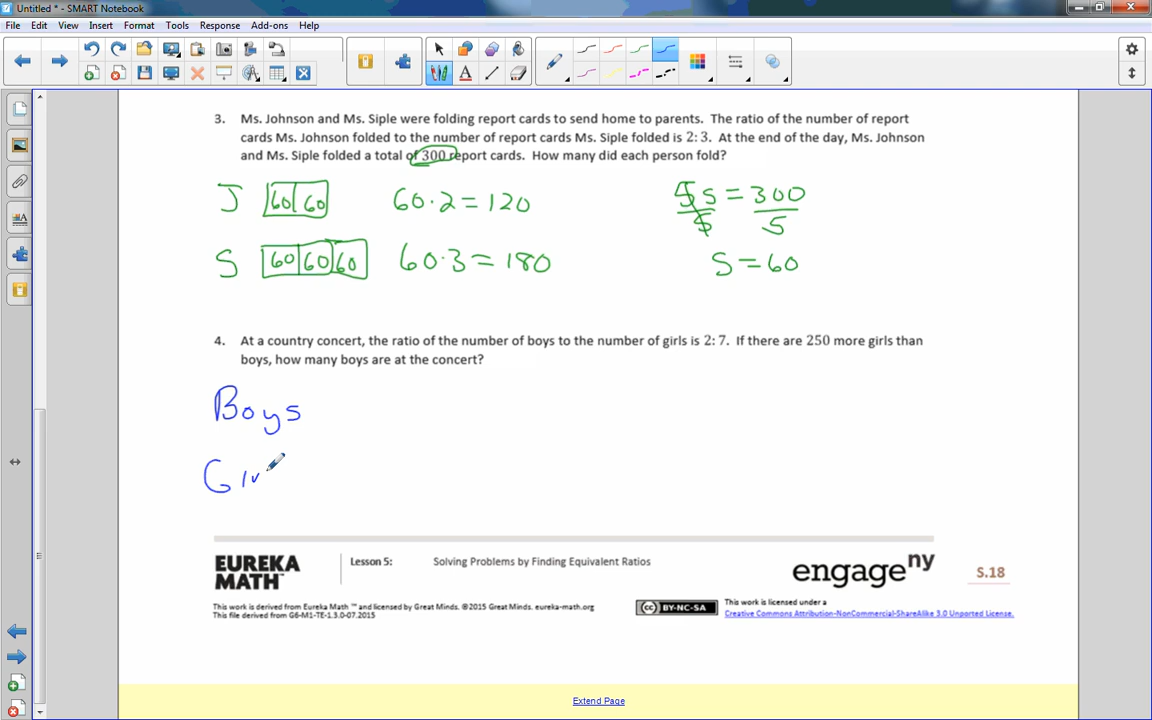 Untitled * - SMART Notebook
File Edit View Insert Format Tools Response Add-ons Help
3. Ms. Johnson and Ms. Siple were folding report cards to send home to parents. The ratio of the number of report
cards Ms. Johnson folded to the number of report cards Ms. Siple folded is 2: 3. At the end of the day, Ms. Johnson
and Ms. Siple folded a total of 300 report cards. How many did each person fold?
J 60 60 60·2=120 5s = 300
5 5
S 60 60 60 60·3=180 S=60
4. At a country concert, the ratio of the number of boys to the number of girls is 2: 7. If there are 250 more girls than
boys, how many boys are at the concert?
Boys
Gir
EUREKA
MATH™
Lesson 5: Solving Problems by Finding Equivalent Ratios
engage ny
S.18
This work is derived from Eureka Math ™ and licensed by Great Minds. ©2015 Great Minds. eureka-math.org
This file derived from G6-M1-TE-1.3.0-07.2015
CC BY-NC-SA
This work is licensed under a
Creative Commons Attribution-NonCommercial-ShareAlike 3.0 Unported License.
Extend Page